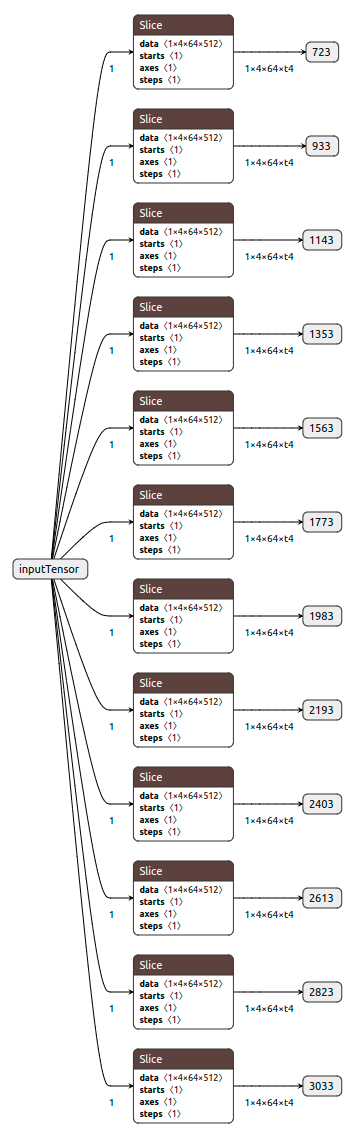 Slice
data 〈1×4×64×512〉
starts 〈1〉
axes 〈1〉
steps 〈1〉
1
1×4×64×t4
723
Slice
data 〈1×4×64×512〉
starts 〈1〉
axes 〈1〉
steps 〈1〉
1
1×4×64×t4
933
Slice
data 〈1×4×64×512〉
starts 〈1〉
axes 〈1〉
steps 〈1〉
1
1×4×64×t4
1143
Slice
data 〈1×4×64×512〉
starts 〈1〉
axes 〈1〉
steps 〈1〉
1
1×4×64×t4
1353
Slice
data 〈1×4×64×512〉
starts 〈1〉
axes 〈1〉
steps 〈1〉
1
1×4×64×t4
1563
Slice
data 〈1×4×64×512〉
starts 〈1〉
axes 〈1〉
steps 〈1〉
1
1×4×64×t4
1773
inputTensor
Slice
data 〈1×4×64×512〉
starts 〈1〉
axes 〈1〉
steps 〈1〉
1
1×4×64×t4
1983
Slice
data 〈1×4×64×512〉
starts 〈1〉
axes 〈1〉
steps 〈1〉
1
1×4×64×t4
2193
Slice
data 〈1×4×64×512〉
starts 〈1〉
axes 〈1〉
steps 〈1〉
1
1×4×64×t4
2403
Slice
data 〈1×4×64×512〉
starts 〈1〉
axes 〈1〉
steps 〈1〉
1
1×4×64×t4
2613
Slice
data 〈1×4×64×512〉
starts 〈1〉
axes 〈1〉
steps 〈1〉
1
1×4×64×t4
2823
Slice
data 〈1×4×64×512〉
starts 〈1〉
axes 〈1〉
steps 〈1〉
1
1×4×64×t4
3033